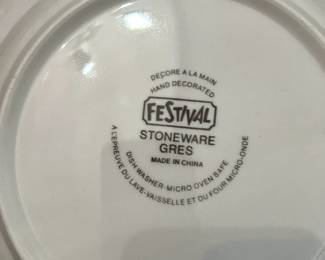 DECORE A LA MAIN
HAND DECORATED
FESTIVAL
STONEWARE
GRES
MADE IN CHINA
DISH WASHER-MICRO OVEN SAFE
A L'EPREUVE DU LAVE-VAISSELLE ET DU FOUR MICRO-ONDE